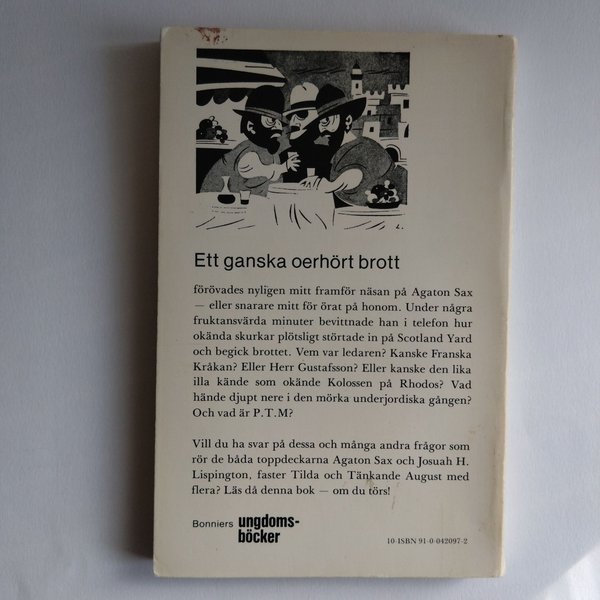 Ett ganska oerhört brott
förövades nyligen mitt framför näsan på Agaton Sax
— eller snarare mitt för örat på honom. Under några
fruktansvärda minuter bevittnade han i telefon hur
okända skurkar plötsligt störtade in på Scotland Yard
och begick brottet. Vem var ledaren? Kanske Franska
Kråkan? Eller Herr Gustafsson? Eller kanske den lika
illa kände som okände Kolossen på Rhodos? Vad
hände djupt nere i den mörka underjordiska gången?
Och vad är P.T.M?
Vill du ha svar på dessa och många andra frågor som
rör de båda toppdeckarna Agaton Sax och Josuah H.
Lispington, faster Tilda och Tänkande August med
flera? Läs då denna bok — om du törs!
Bonniers ungdoms-
böcker
10-ISBN 91-0-042097-2